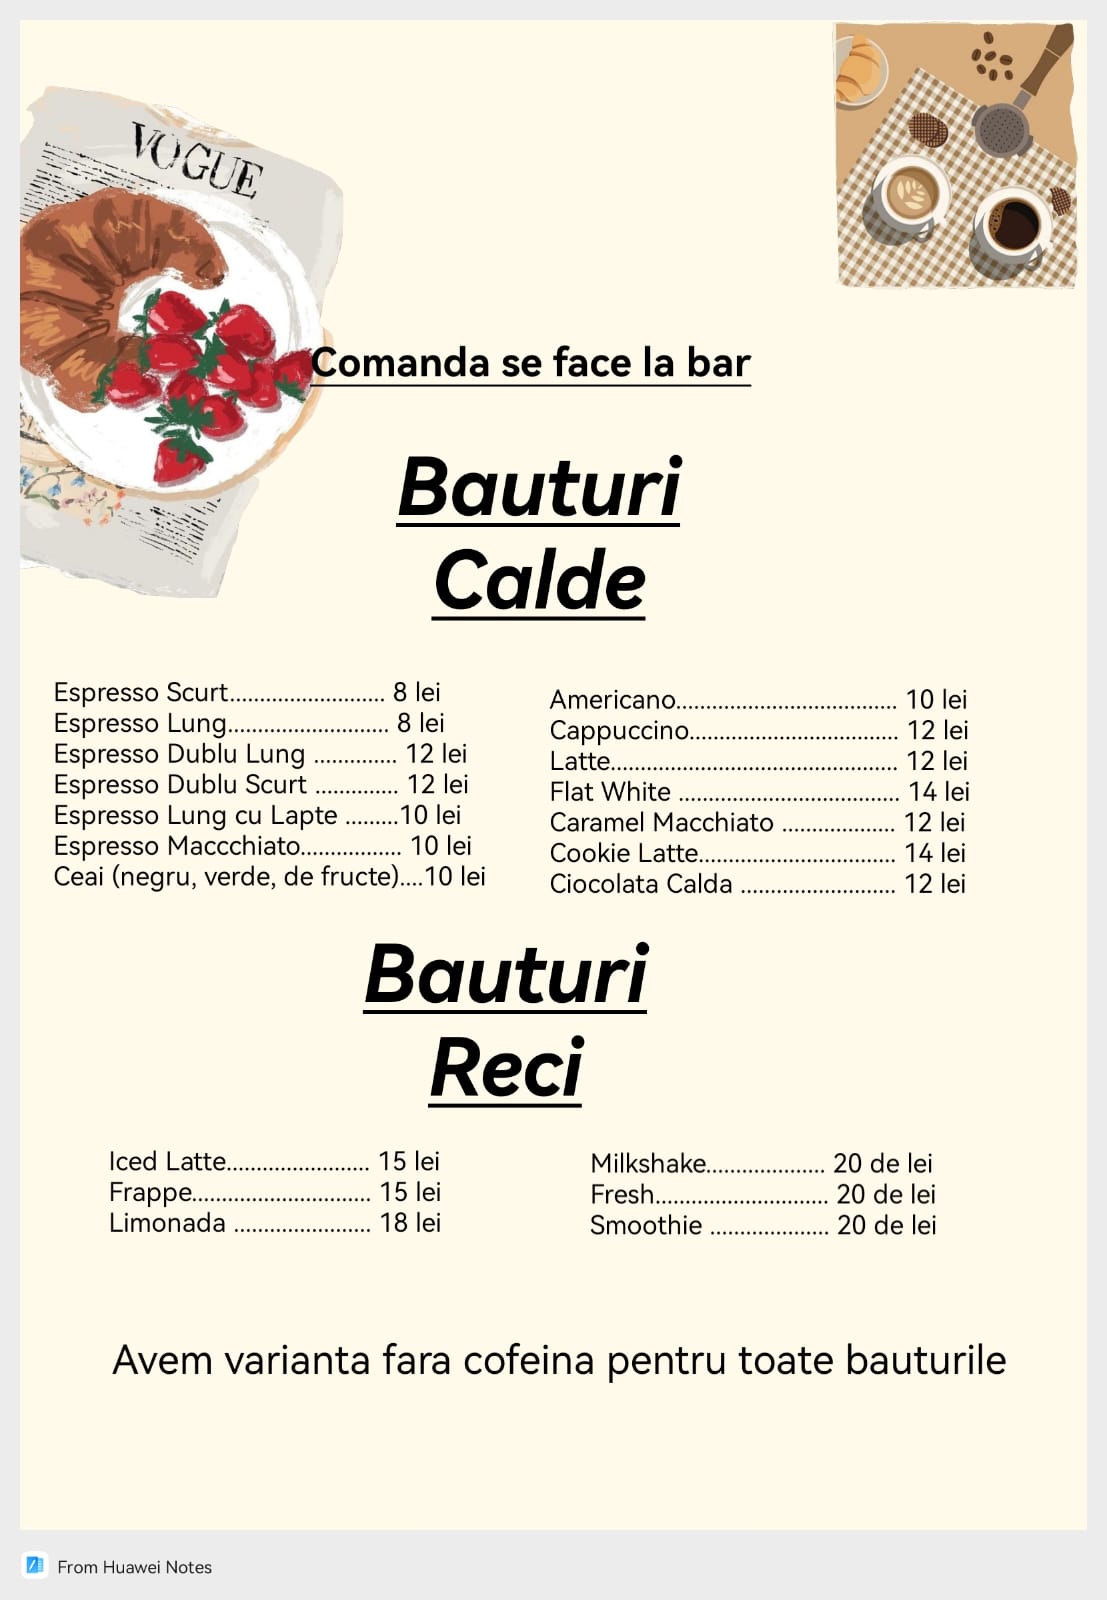 VOGUE
Comanda se face la bar
Bauturi
Calde
Espresso Scurt.......................... 8 lei
Espresso Lung........................... 8 lei
Espresso Dublu Lung .............. 12 lei
Espresso Dublu Scurt .............. 12 lei
Espresso Lung cu Lapte .........10 lei
Espresso Maccchiato................. 10 lei
Ceai (negru, verde, de fructe)....10 lei
Americano..................................... 10 lei
Cappuccino................................... 12 lei
Latte................................................ 12 lei
Flat White ..................................... 14 lei
Caramel Macchiato ................... 12 lei
Cookie Latte................................. 14 lei
Ciocolata Calda .......................... 12 lei
Bauturi
Reci
Iced Latte........................ 15 lei
Frappe.............................. 15 lei
Limonada ....................... 18 lei
Milkshake.................... 20 de lei
Fresh............................. 20 de lei
Smoothie .................... 20 de lei
Avem varianta fara cofeina pentru toate bauturile
From Huawei Notes